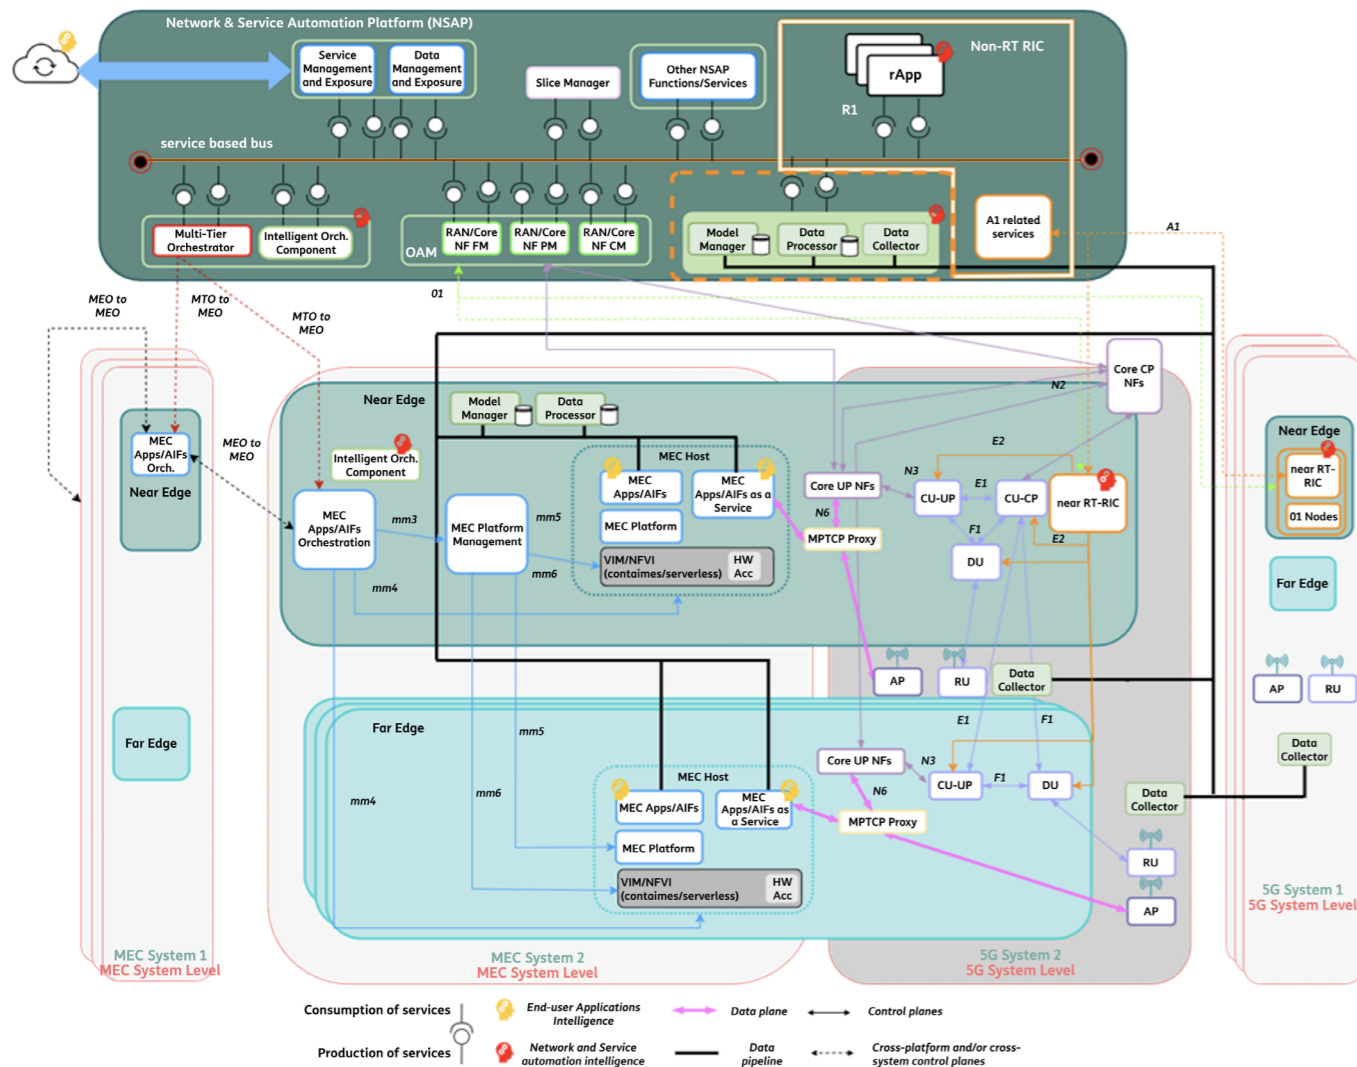 Network & Service Automation Platform (NSAP)
Service
Management
and Exposure
Data
Management
and Exposure
Slice Manager
Other NSAP
Functions/Services
rApp
Non-RT RIC
R1
service based bus
Multi-Tier
Orchestrator
Intelligent Orch.
Component
OAM
RAN/Core
NF FM
RAN/Core
NF PM
RAN/Core
NF CM
Model
Manager
Data
Processor
Data
Collector
A1 related
services
A1
MEO to
MEO
MTO to
MEO
MTO to
MEO
01
Near Edge
Model
Manager
Data
Processor
Core CP
NFs
N2
MEC
Apps/AIFs
Orch.
Near Edge
MEO to
MEO
Intelligent Orch.
Component
MEC
Apps/AIFs
Orchestration
mm3
MEC Platform
Management
mm5
mm6
mm4
MEC Host
MEC
Apps/AIFs
MEC
Apps/AIFs as a
Service
MEC Platform
VIM/NFVI
(contaimes/serverless)
HW
Acc
Core UP NFs
N3
N6
MPTCP Proxy
CU-UP
E1
CU-CP
E2
near RT-RIC
F1
E2
DU
Near Edge
near RT-
RIC
01 Nodes
Far Edge
AP
RU
Data
Collector
AP
RU
Far Edge
Far Edge
mm5
mm4
mm6
MEC Host
MEC Apps/AIFs
MEC
Apps/AIFs as
a Service
MEC Platform
VIM/NFVI
(contaimes/serverless)
HW
Acc
Core UP NFs
N3
N6
MPTCP Proxy
E1
F1
CU-UP
F1
DU
Data
Collector
Data
Collector
RU
AP
MEC System 1
MEC System Level
MEC System 2
MEC System Level
5G System 2
5G System Level
5G System 1
5G System Level
Consumption of services
Production of services
End-user Applications
Intelligence
Network and Service
automation intelligence
Data plane
Data
pipeline
Control planes
Cross-platform and/or cross-
system control planes